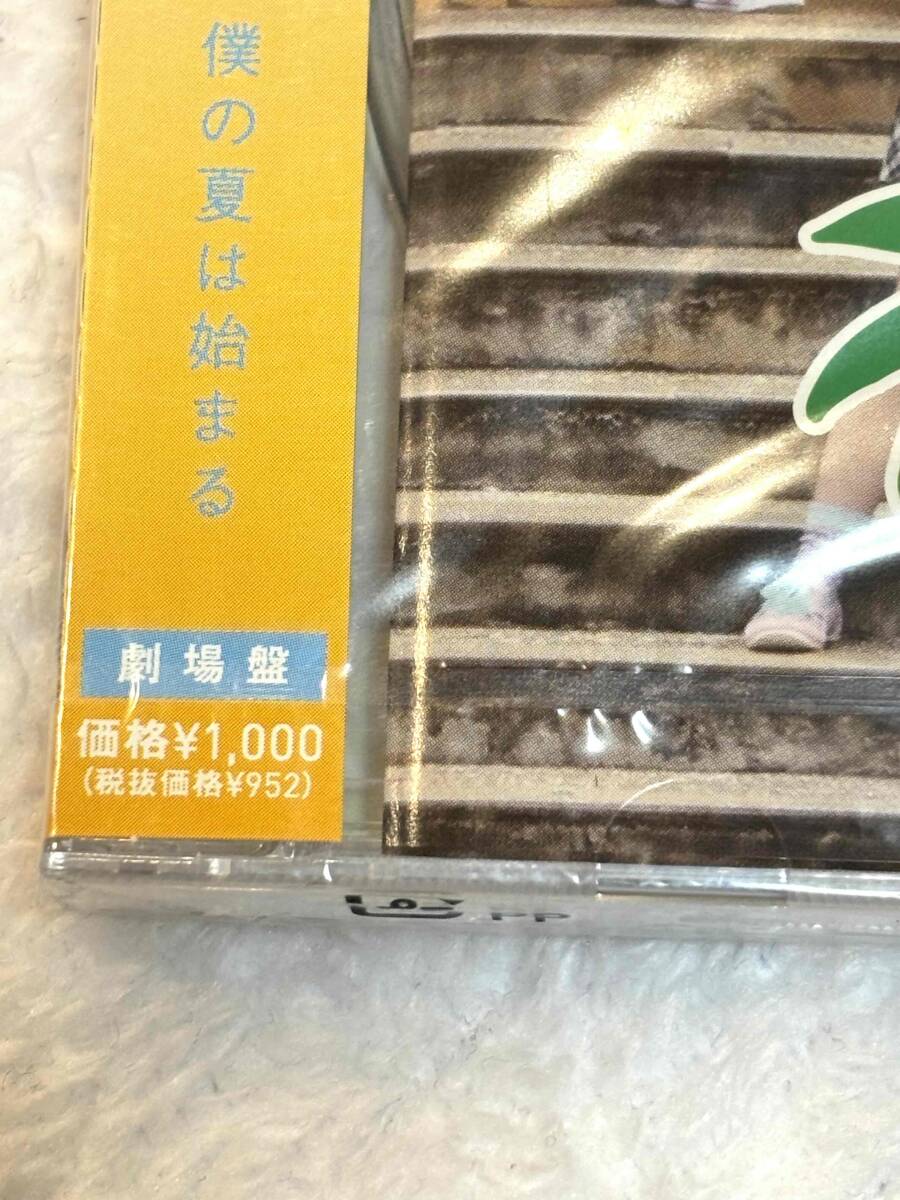 僕の夏は始まる
劇場盤
価格¥1,000
(税抜価格¥952)
PP